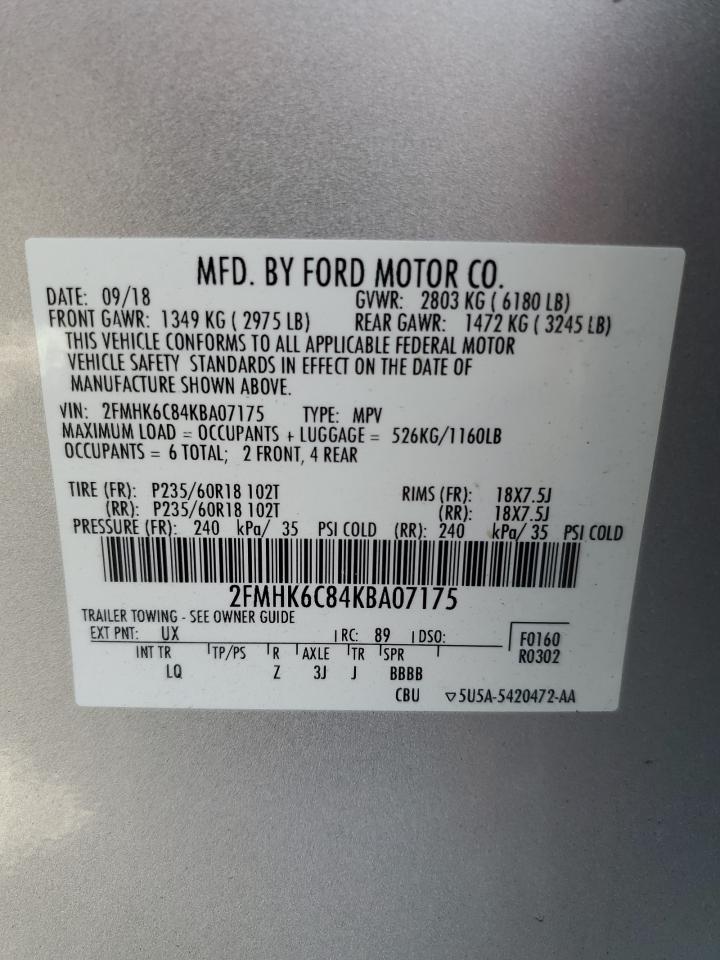 MFD. BY FORD MOTOR CO.
DATE: 09/18 GVWR: 2803 KG ( 6180 LB)
FRONT GAWR: 1349 KG ( 2975 LB) REAR GAWR: 1472 KG ( 3245 LB)
THIS VEHICLE CONFORMS TO ALL APPLICABLE FEDERAL MOTOR
VEHICLE SAFETY STANDARDS IN EFFECT ON THE DATE OF
MANUFACTURE SHOWN ABOVE.
VIN: 2FMHK6C84KBA07175 TYPE: MPV
MAXIMUM LOAD = OCCUPANTS + LUGGAGE = 526KG/1160LB
OCCUPANTS = 6 TOTAL; 2 FRONT, 4 REAR
TIRE (FR): P235/60R18 102T RIMS (FR): 18X7.5J
(RR): P235/60R18 102T (RR): 18X7.5J
PRESSURE (FR): 240 kPa/ 35 PSI COLD (RR): 240 kPa/ 35 PSI COLD
2FMHK6C84KBA07175
TRAILER TOWING - SEE OWNER GUIDE
EXT PNT: UX RC: 89 DSO: F0160
INT TR TP/PS R AXLE TR SPR R0302
LQ Z 3J J BBBB
CBU ▽5U5A-5420472-AA